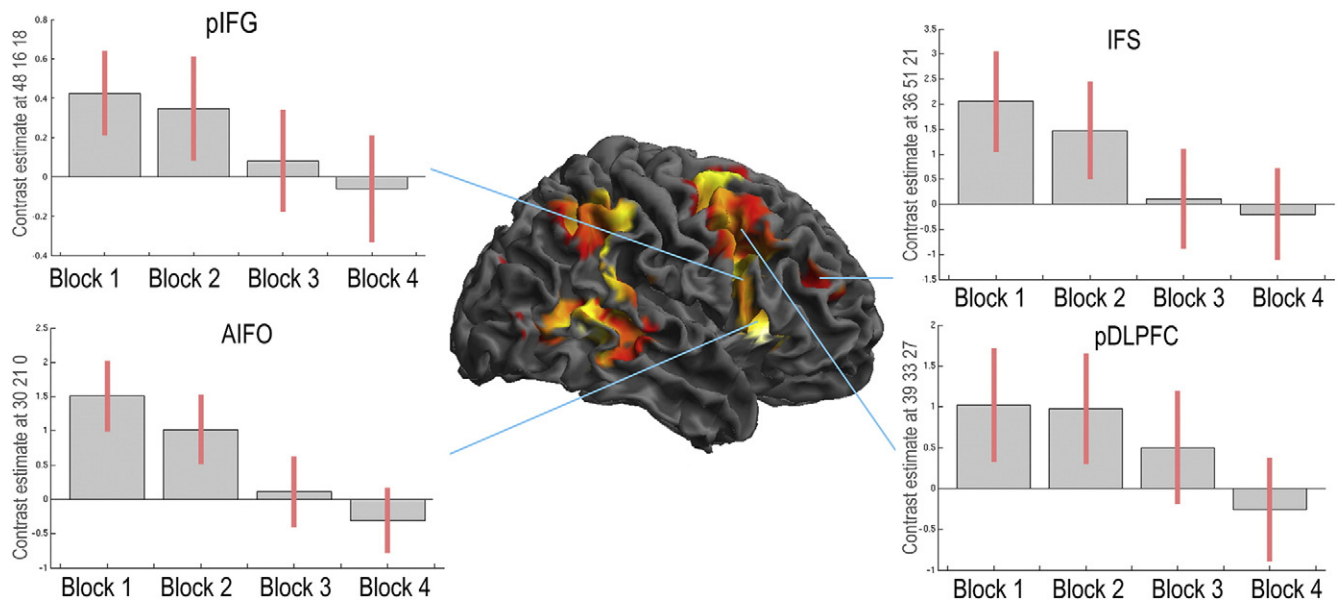 pIFG
Contrast estimate at 48 16 18
0.8
0.6
0.4
0.2
0
-0.2
-0.4
Block 1 Block 2 Block 3 Block 4
IFS
Contrast estimate at 36 51 21
3.5
3
2.5
2
1.5
1
0.5
0
-0.5
-1
-1.5
Block 1 Block 2 Block 3 Block 4
AIFO
Contrast estimate at 30 21 0
2.5
2
1.5
1
0.5
0
-0.5
-1
Block 1 Block 2 Block 3 Block 4
pDLPFC
Contrast estimate at 39 33 27
2
1.5
1
0.5
0
-0.5
-1
Block 1 Block 2 Block 3 Block 4